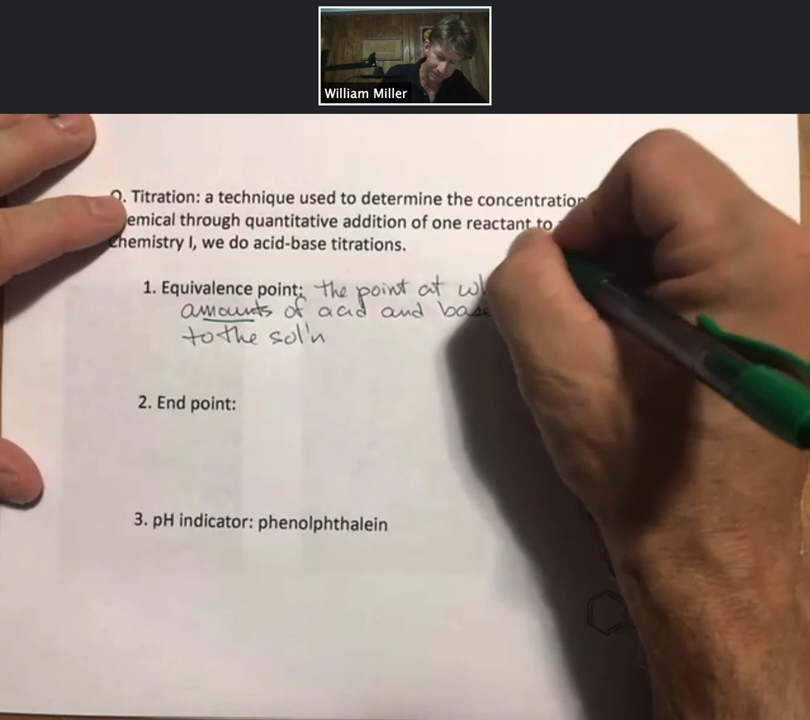 William Miller
Q. Titration: a technique used to determine the concentration
emical through quantitative addition of one reactant to
Chemistry I, we do acid-base titrations.
1. Equivalence point: the point at
amounts of acid and base
to the sol'n
2. End point:
3. pH indicator: phenolphthalein